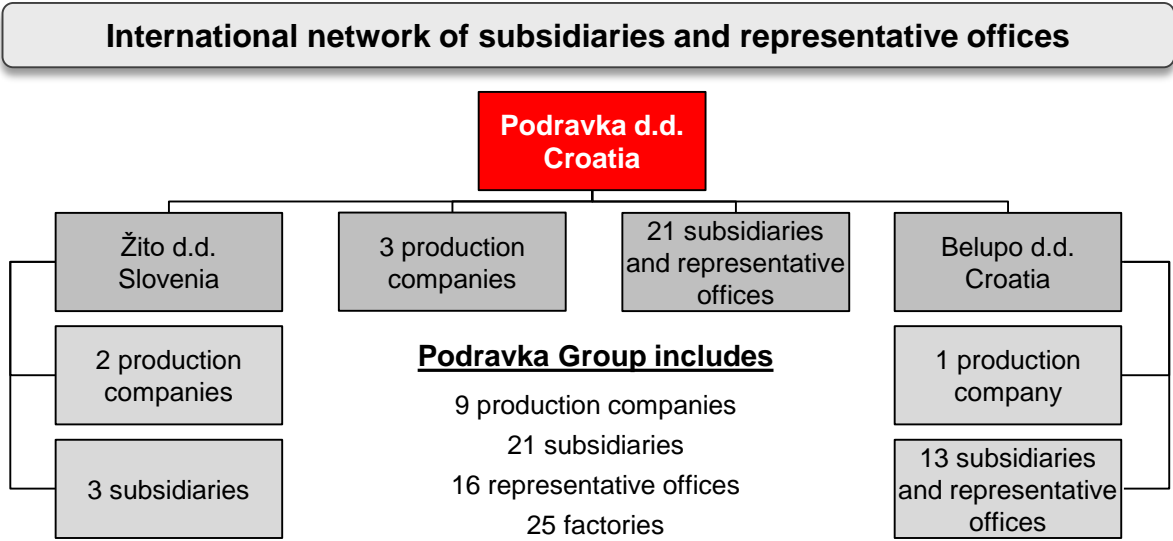 International network of subsidiaries and representative offices
Podravka d.d.
Croatia
Žito d.d.
Slovenia
3 production
companies
21 subsidiaries
and representative
offices
Belupo d.d.
Croatia
2 production
companies
3 subsidiaries
Podravka Group includes
9 production companies
21 subsidiaries
16 representative offices
25 factories
1 production
company
13 subsidiaries
and representative
offices